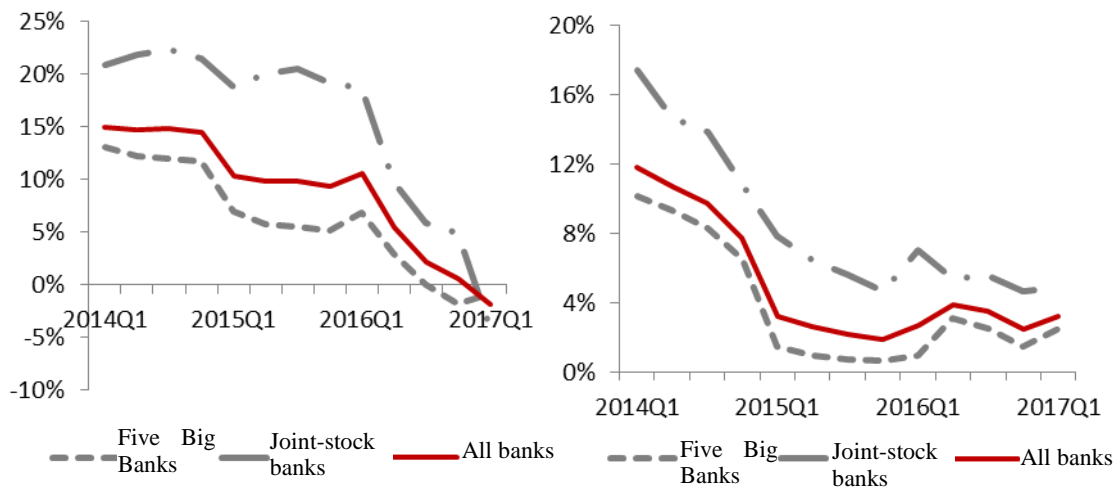 25%
20%
15%
10%
5%
0%
-5%
-10%
2014Q1 2015Q1 2016Q1 2017Q1
Five Big
Banks
Joint-stock
banks
All banks
20%
16%
12%
8%
4%
0%
2014Q1 2015Q1 2016Q1 2017Q1
Five Big
Banks
Joint-stock
banks
All banks